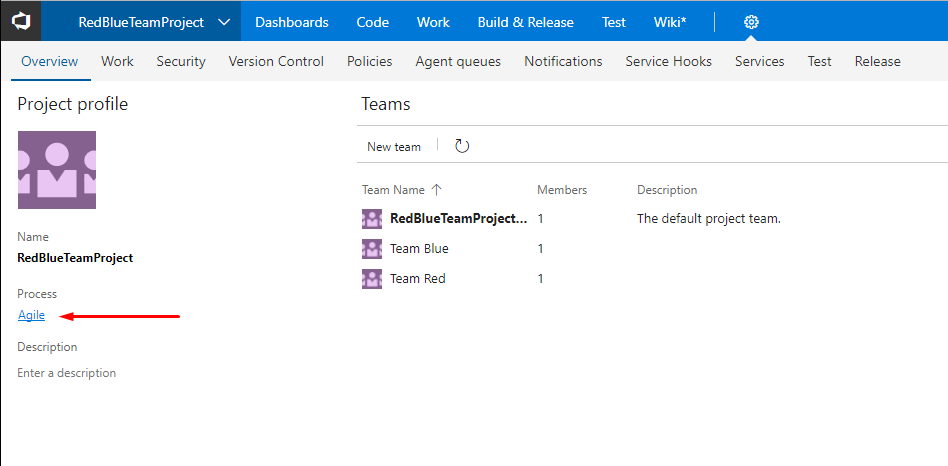 RedBlueTeamProject Dashboards Code Work Build & Release Test Wiki*
Overview Work Security Version Control Policies Agent queues Notifications Service Hooks Services Test Release
Project profile
Name
RedBlueTeamProject
Process
Agile
Description
Enter a description
Teams
New team
Team Name Members Description
RedBlueTeamProject... 1 The default project team.
Team Blue 1
Team Red 1